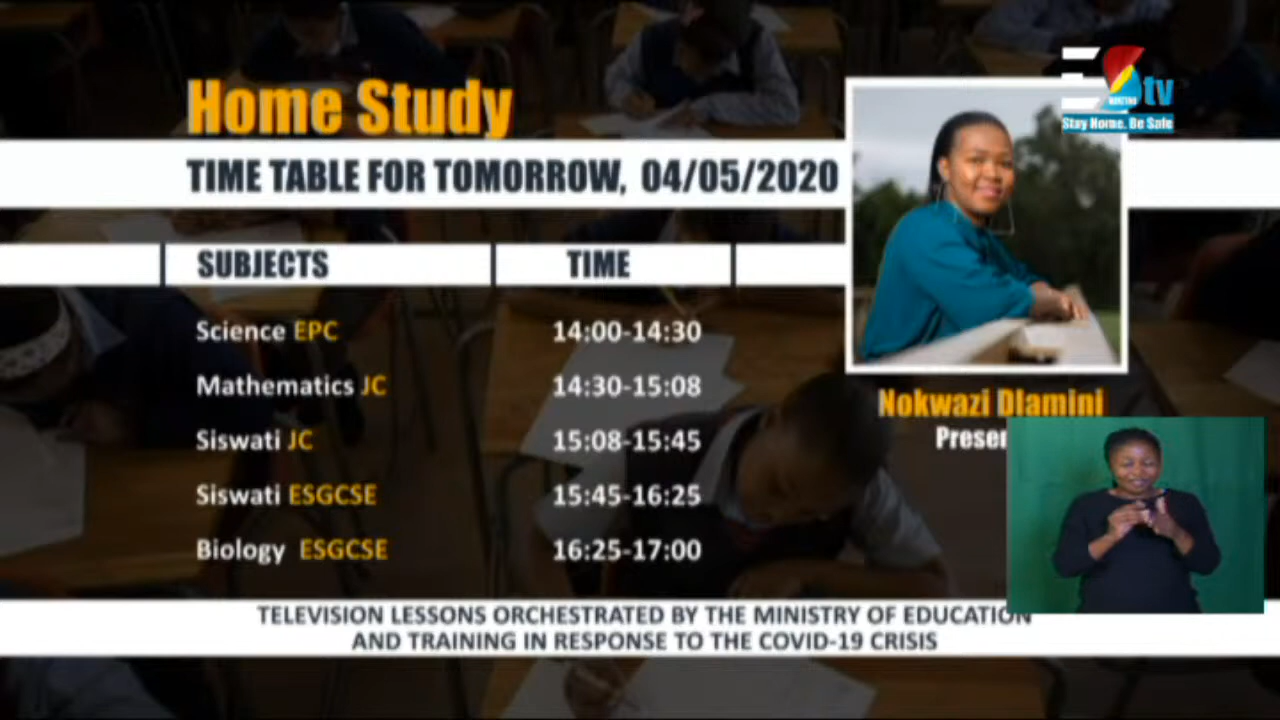 Home Study
tv
Stay Home. Be Safe
TIME TABLE FOR TOMORROW, 04/05/2020
SUBJECTS TIME
Science EPC 14:00-14:30
Mathematics JC 14:30-15:08
Siswati JC 15:08-15:45
Siswati ESGCSE 15:45-16:25
Biology ESGCSE 16:25-17:00
Nokwazi Dlamini
TELEVISION LESSONS ORCHESTRATED BY THE MINISTRY OF EDUCATION
AND TRAINING IN RESPONSE TO THE COVID-19 CRISIS